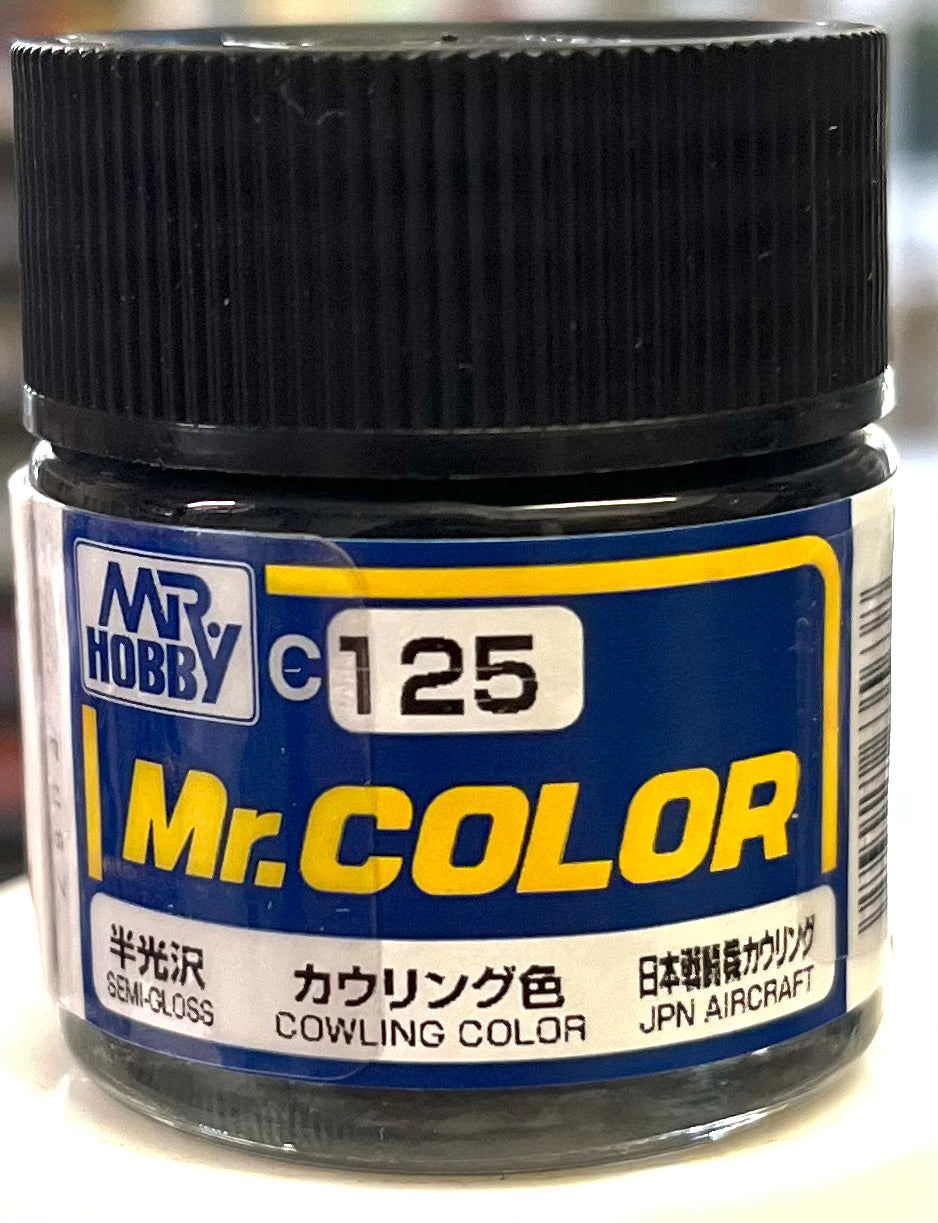 MR.
HOBBY
C125
Mr.COLOR
半光沢
SEMI-GLOSS
カウリング色
COWLING COLOR
日本戦闘機カウリング
JPN AIRCRAFT